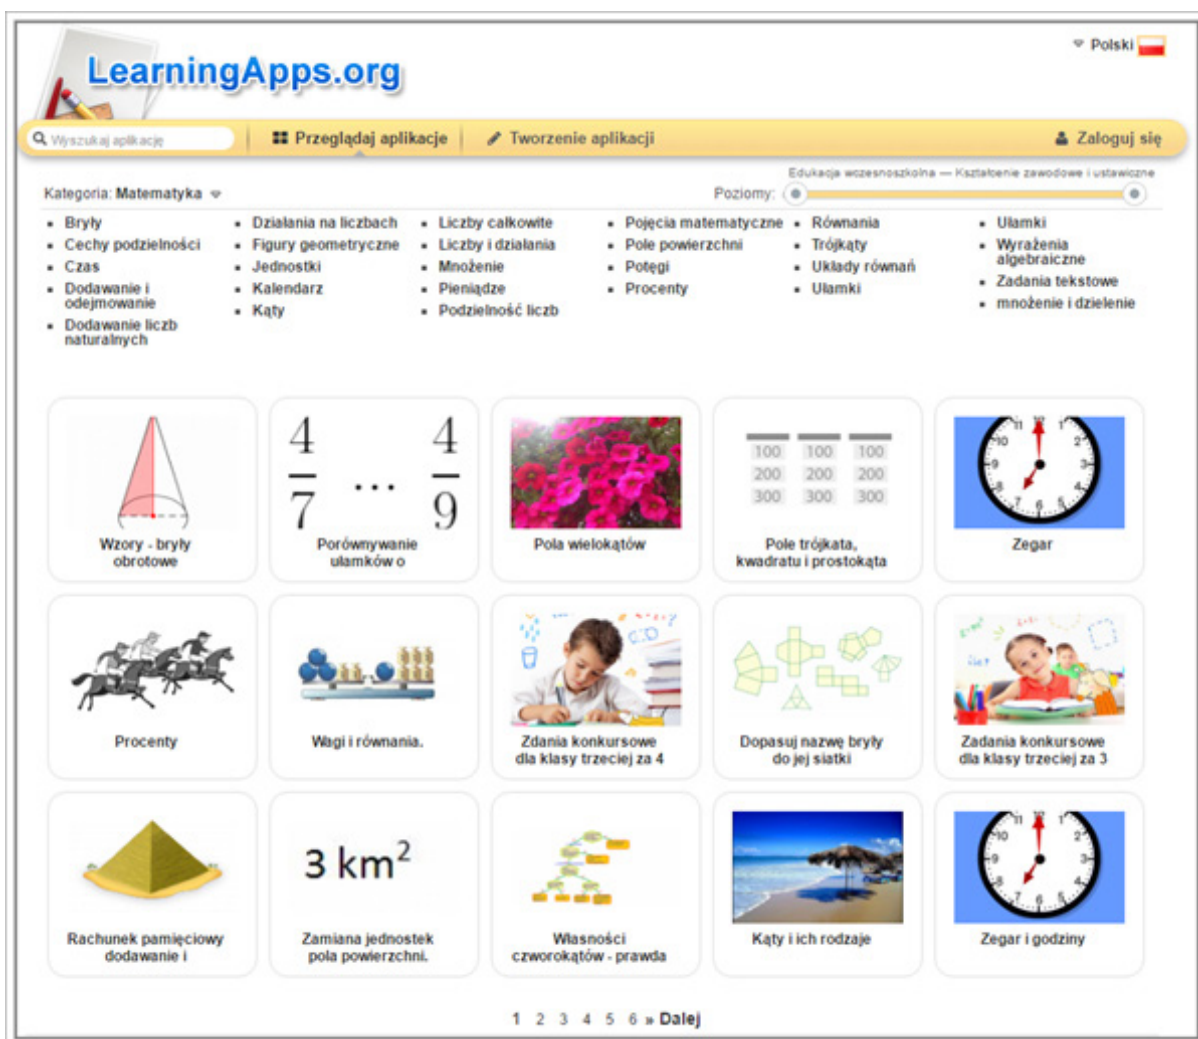 LearningApps.org
Polski
Wyszukaj aplikację
Przeglądaj aplikacje
Tworzenie aplikacji
Zaloguj się
Edukacja wczesnoszkolna — Kształcenie zawodowe i ustawiczne
Kategoria: Matematyka
Poziomy:
Bryły
Cechy podzielności
Czas
Dodawanie i
odejmowanie
Dodawanie liczb
naturalnych
Działania na liczbach
Figury geometryczne
Jednostki
Kalendarz
Kąty
Liczby całkowite
Liczby i działania
Mnożenie
Pieniądze
Podzielność liczb
Pojęcia matematyczne
Pole powierzchni
Potęgi
Procenty
Równania
Trójkąty
Układy równań
Ułamki
Ułamki
Wyrażenia
algebraiczne
Zadania tekstowe
mnożenie i dzielenie
Wzory - bryły
obrotowe
4/7 ... 4/9
Porównywanie
ułamków o
Pola wielokątów
100 100 100
200 200 200
300 300 300
Pole trójkata,
kwadratu i prostokąta
Zegar
Procenty
Wagi i równania.
Zdania konkursowe
dla klasy trzeciej za 4
Dopasuj nazwę bryły
do jej siatki
Zadania konkursowe
dla klasy trzeciej za 3
Rachunek pamięciowy
dodawanie i
3 km²
Zamiana jednostek
pola powierzchni.
Własności
czworokątów - prawda
Kąty i ich rodzaje
Zegar i godziny
1 2 3 4 5 6 » Dalej